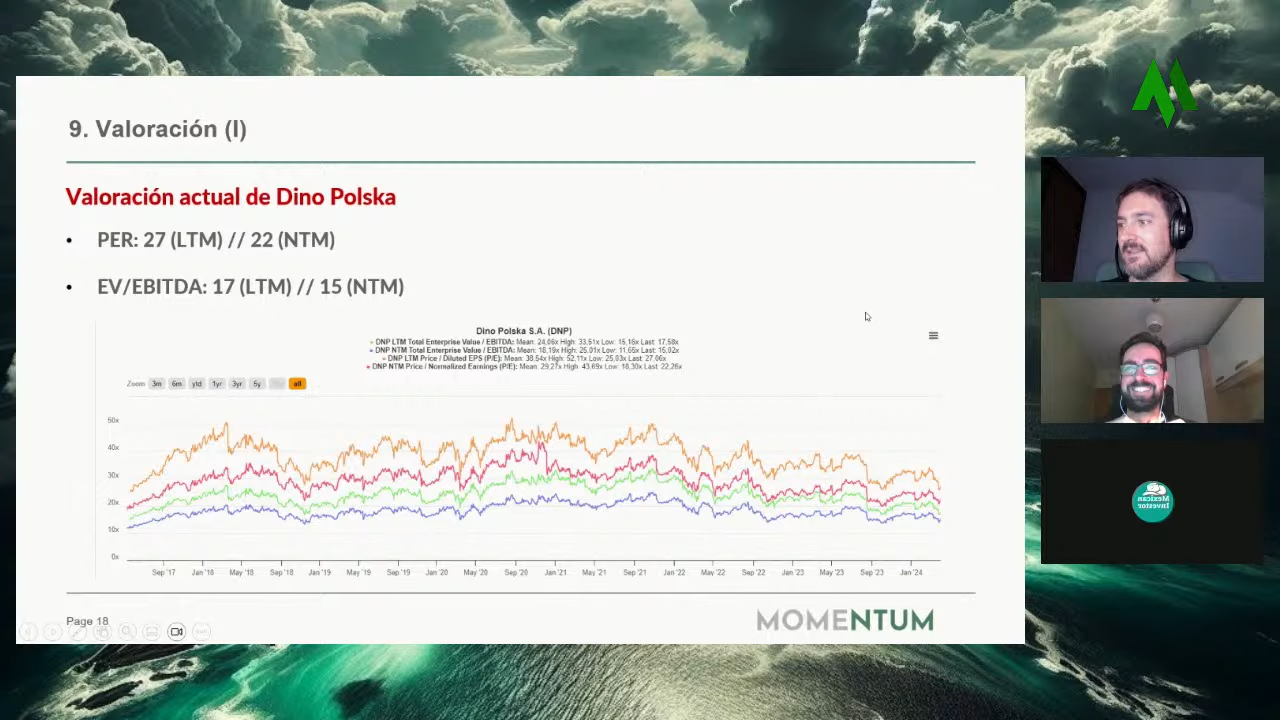 9. Valoración (I)
Valoración actual de Dino Polska
• PER: 27 (LTM) // 22 (NTM)
• EV/EBITDA: 17 (LTM) // 15 (NTM)
Dino Polska S.A. (DNP)
DNP LTM Total Enterprise Value / EBITDA: Mean: 24,06x High: 33,51x Low: 15,16x Last: 17,58x
DNP NTM Total Enterprise Value / EBITDA: Mean: 18,19x High: 25,01x Low: 11,65x Last: 15,02x
DNP LTM Price / Diluted EPS (P/E): Mean: 38,54x High: 52,11x Low: 25,03x Last: 27,06x
DNP NTM Price / Normalized Earnings (P/E): Mean: 29,27x High: 43,69x Low: 18,30x Last: 22,26x
Zoom 3m 6m ytd 1yr 3yr 5y all
50x
40x
30x
20x
10x
0x
Sep '17 Jan '18 May '18 Sep '18 Jan '19 May '19 Sep '19 Jan '20 May '20 Sep '20 Jan '21 May '21 Sep '21 Jan '22 May '22 Sep '22 Jan '23 May '23 Sep '23 Jan '24
Page 18
MOMENTUM
Mexican
Investor